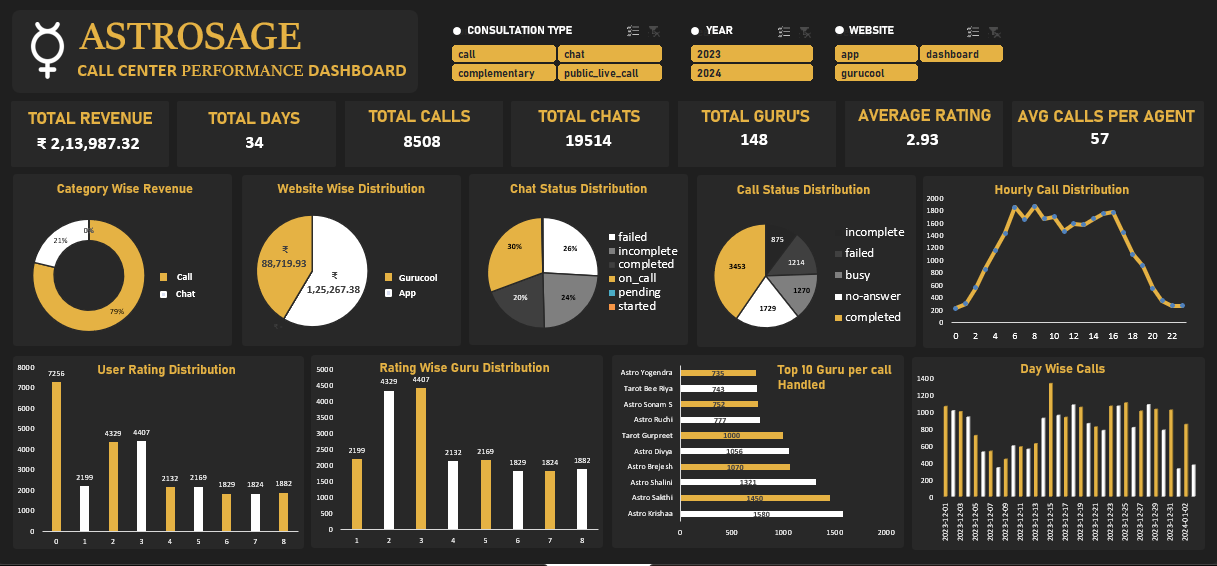 ASTROSAGE
CALL CENTER PERFORMANCE DASHBOARD
CONSULTATION TYPE
call
chat
complementary
public_live_call
YEAR
2023
2024
WEBSITE
app
dashboard
gurucool
TOTAL REVENUE
₹ 2,13,987.32
TOTAL DAYS
34
TOTAL CALLS
8508
TOTAL CHATS
19514
TOTAL GURU'S
148
AVERAGE RATING
2.93
AVG CALLS PER AGENT
57
Category Wise Revenue
0%
21%
79%
Call
Chat
Website Wise Distribution
₹
88,719.93
₹
1,25,267.38
Gurucool
App
Chat Status Distribution
30%
26%
20%
24%
failed
incomplete
completed
on_call
pending
started
Call Status Distribution
875
1214
1270
1729
3453
incomplete
failed
busy
no-answer
completed
Hourly Call Distribution
2000
1800
1600
1400
1200
1000
800
600
400
200
0
0 2 4 6 8 10 12 14 16 18 20 22
User Rating Distribution
8000
7000
6000
5000
4000
3000
2000
1000
0
7256
2199
4329
4407
2132
2169
1829
1824
1882
0 1 2 3 4 5 6 7 8
Rating Wise Guru Distribution
5000
4500
4000
3500
3000
2500
2000
1500
1000
500
0
2199
4329
4407
2132
2169
1829
1824
1882
1 2 3 4 5 6 7 8
Top 10 Guru per call
Handled
Astro Yogendra 735
Tarot Bee Riya 743
Astro Sonam S 752
Astro Ruchi 777
Tarot Gurpreet 1000
Astro Divya 1056
Astro Brejesh 1070
Astro Shalini 1321
Astro Sakthi 1450
Astro Krishaa 1580
0 500 1000 1500 2000
Day Wise Calls
1400
1200
1000
800
600
400
200
0
2023-12-01
2023-12-03
2023-12-05
2023-12-07
2023-12-09
2023-12-11
2023-12-13
2023-12-15
2023-12-17
2023-12-19
2023-12-21
2023-12-23
2023-12-25
2023-12-27
2023-12-29
2023-12-31
2024-01-02